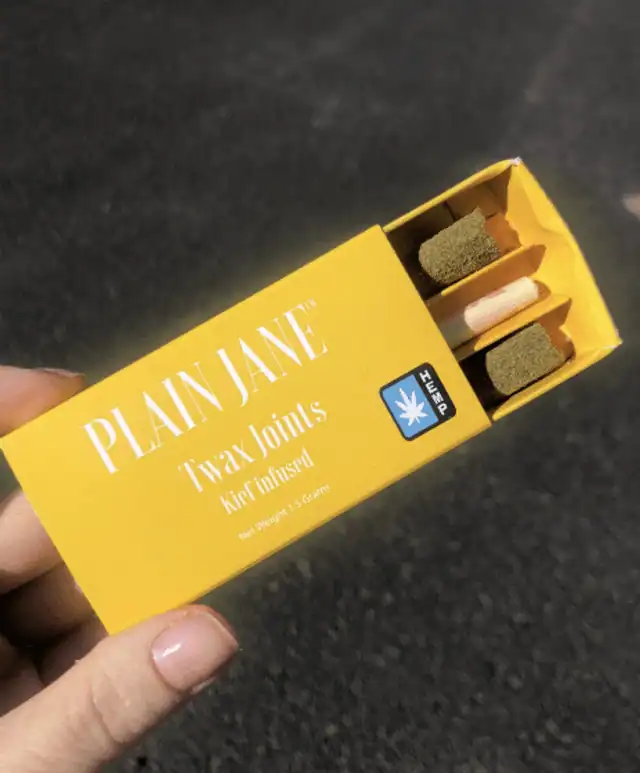 PLAIN JANE™
Twax Joints
Kief infused
Net Weight 1.5 Grams
HEMP